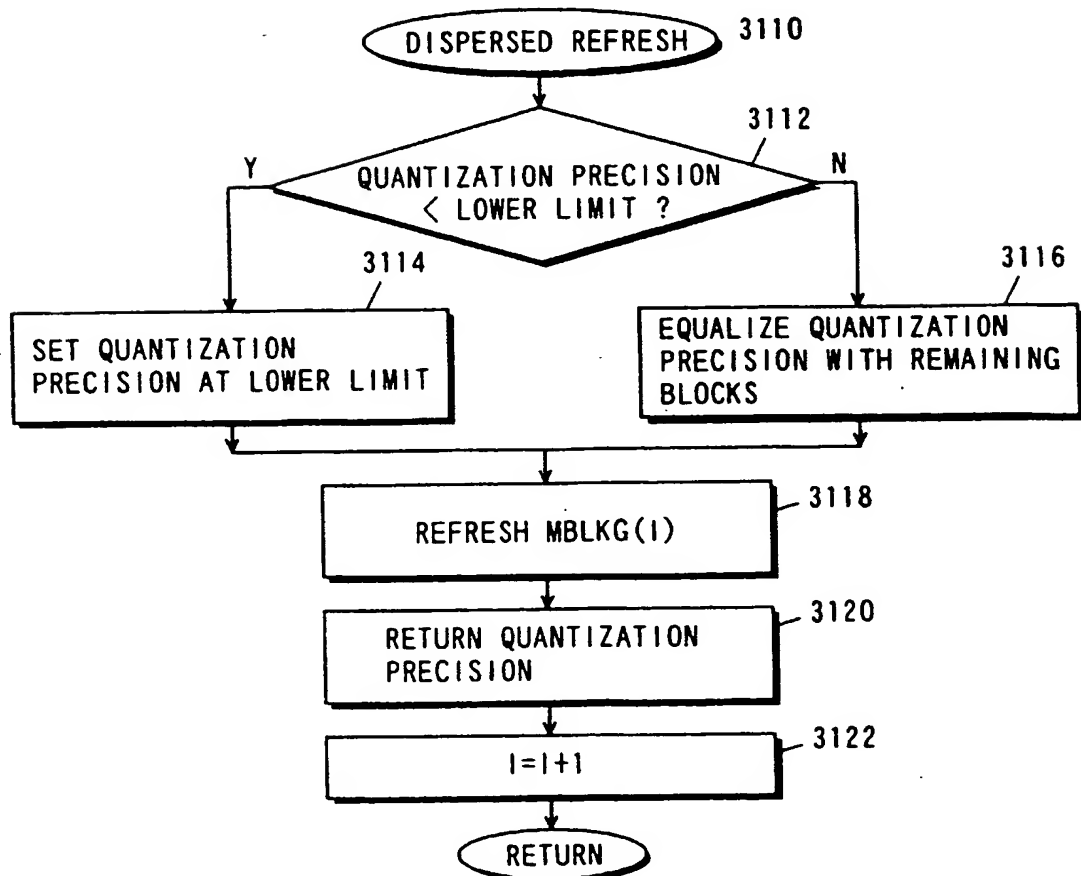 DISPERSED REFRESH
3110
3112
Y
N
QUANTIZATION PRECISION
< LOWER LIMIT ?
3114
3116
SET QUANTIZATION
PRECISION AT LOWER LIMIT
EQUALIZE QUANTIZATION
PRECISION WITH REMAINING
BLOCKS
3118
REFRESH MBLKG(I)
3120
RETURN QUANTIZATION
PRECISION
3122
I=I+1
RETURN